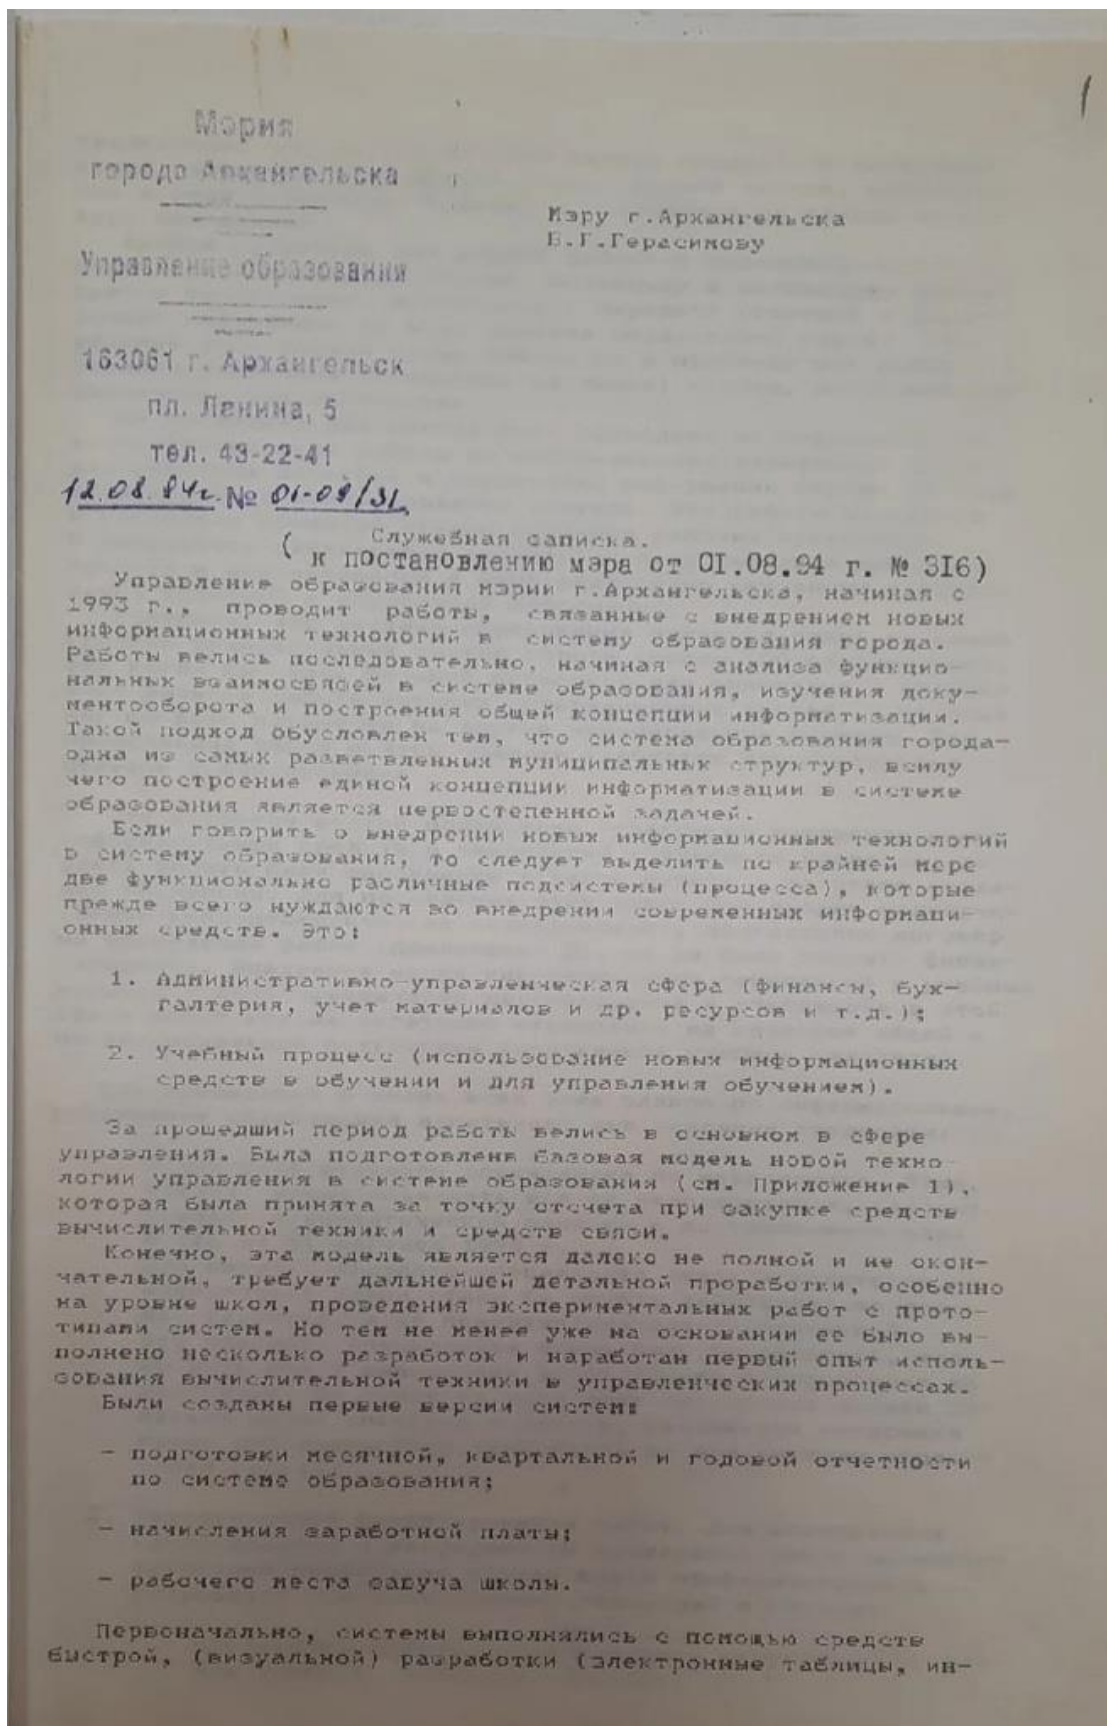 1
Мэрия
города Архангельска
Управление образования
163061 г. Архангельск
пл. Ленина, 5
тел. 43-22-41
12.08.94г. № 01-09/31
Мэру г.Архангельска
В.Г.Герасимову
Служебная записка.
( к постановлению мэра от 01.08.94 г. № 316)
Управление образования мэрии г.Архангельска, начиная с
1993 г., проводит работы, связанные с внедрением новых
информационных технологий в систему образования города.
Работы велись последовательно, начиная с анализа функцио-
нальных взаимосвязей в системе образования, изучения доку-
ментооборота и построения общей концепции информатизации.
Такой подход обусловлен тем, что система образования города-
одна из самых разветвленных муниципальных структур, всилу
чего построение единой концепции информатизации в системе
образования является первостепенной задачей.
Если говорить о внедрении новых информационных технологий
в систему образования, то следует выделить по крайней мере
две функционально различные подсистемы (процесса), которые
прежде всего нуждаются во внедрении современных информаци-
онных средств. Это:
1. Административно-управленческая сфера (финансы, бух-
галтерия, учет материалов и др. ресурсов и т.д.);
2. Учебный процесс (использование новых информационных
средств в обучении и для управления обучением).
За прошедший период работы велись в основном в сфере
управления. Была подготовлена базовая модель новой техно-
логии управления в системе образования (см. Приложение 1),
которая была принята за точку отсчета при закупке средств
вычислительной техники и средств связи.
Конечно, эта модель является далеко не полной и не окон-
чательной, требует дальнейшей детальной проработки, особенно
на уровне школ, проведения экспериментальных работ с прото-
типами систем. Но тем не менее уже на основании ее было вы-
полнено несколько разработок и наработан первый опыт исполь-
зования вычислительной техники в управленческих процессах.
Были созданы первые версии систем:
- подготовки месячной, квартальной и годовой отчетности
по системе образования;
- начисления заработной платы;
- рабочего места завуча школы.
Первоначально, системы выполнялись с помощью средств
быстрой, (визуальной) разработки (электронные таблицы, ин-